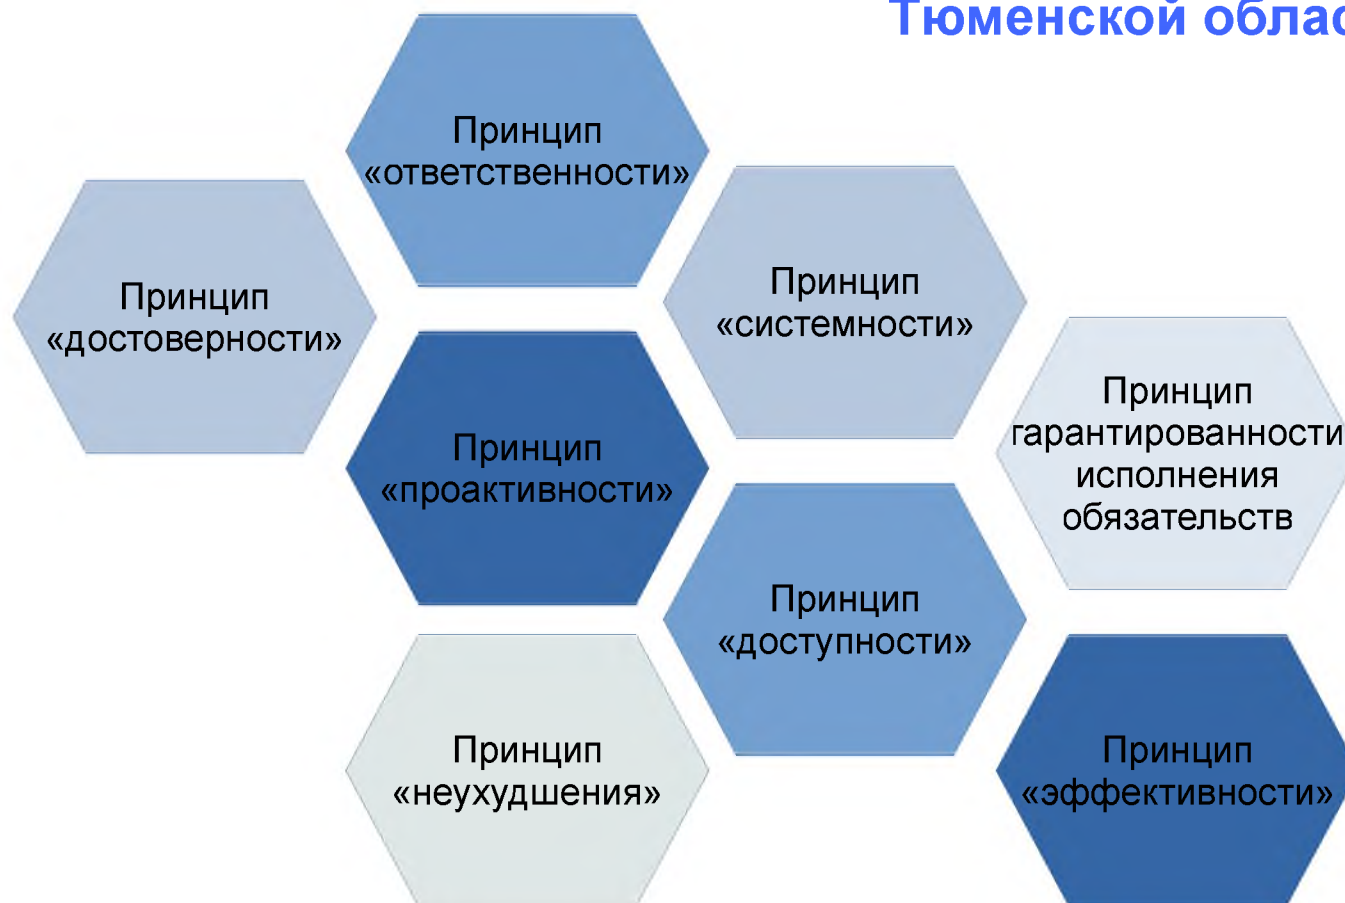 Тюменской облас
Принцип
«ответственности»
Принцип
«достоверности»
Принцип
«системности»
Принцип
гарантированности
исполнения
обязательств
Принцип
«проактивности»
Принцип
«доступности»
Принцип
«неухудшения»
Принцип
«эффективности»